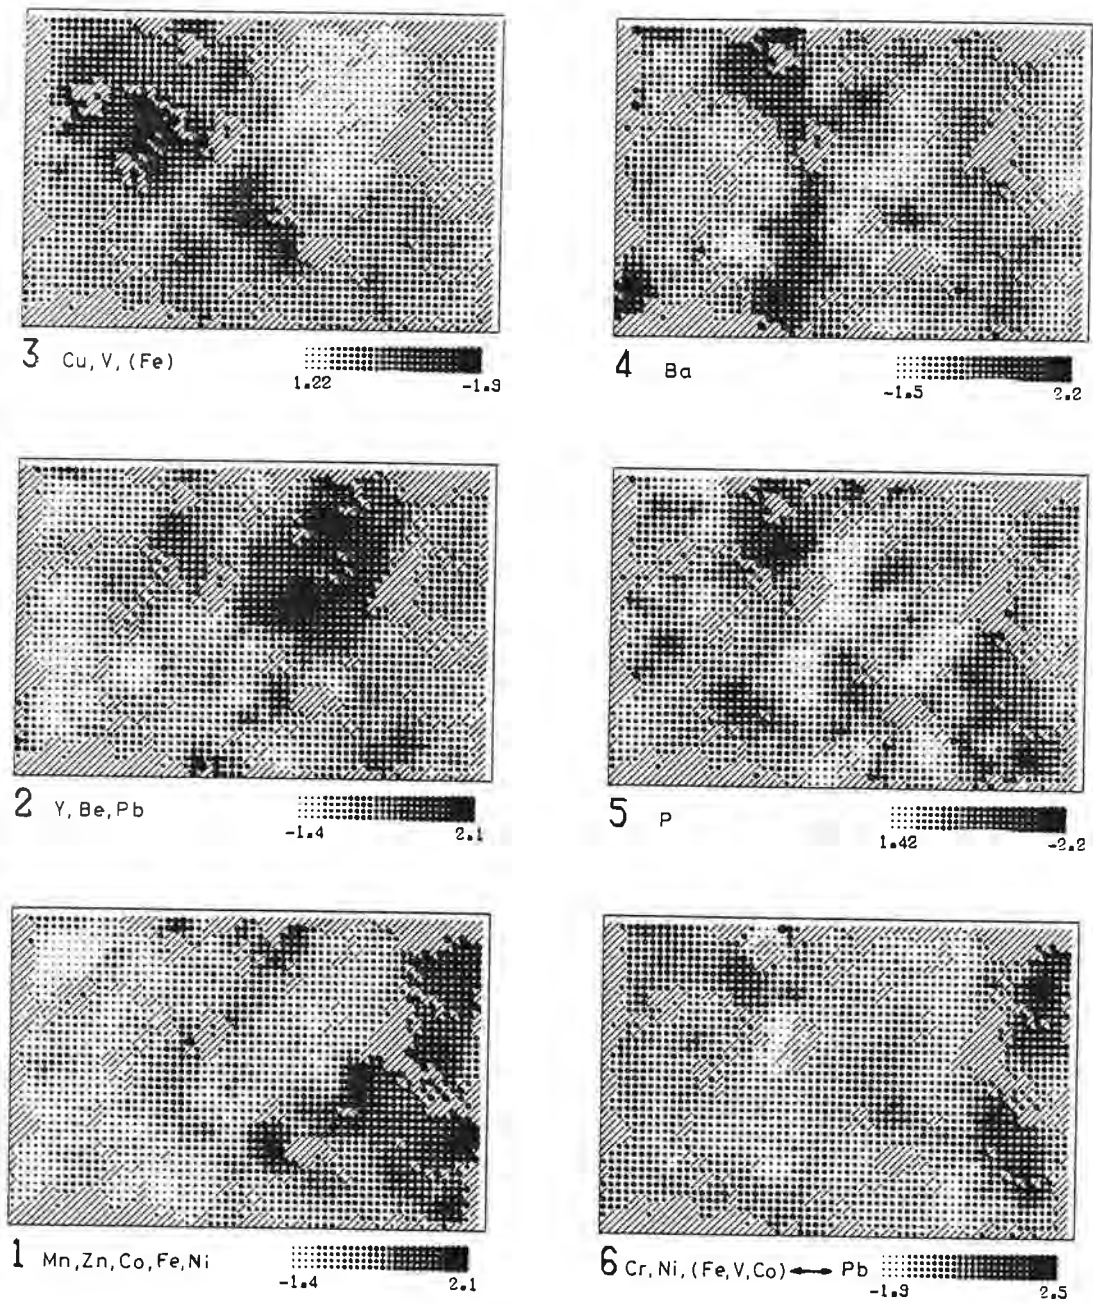 3 Cu, V, (Fe)
1.22 -1.9
4 Ba
-1.5 2.2
2 Y, Be, Pb
-1.4 2.1
5 P
1.42 -2.2
1 Mn, Zn, Co, Fe, Ni
-1.4 2.1
6 Cr, Ni, (Fe, V, Co) ↔ Pb
-1.9 2.5